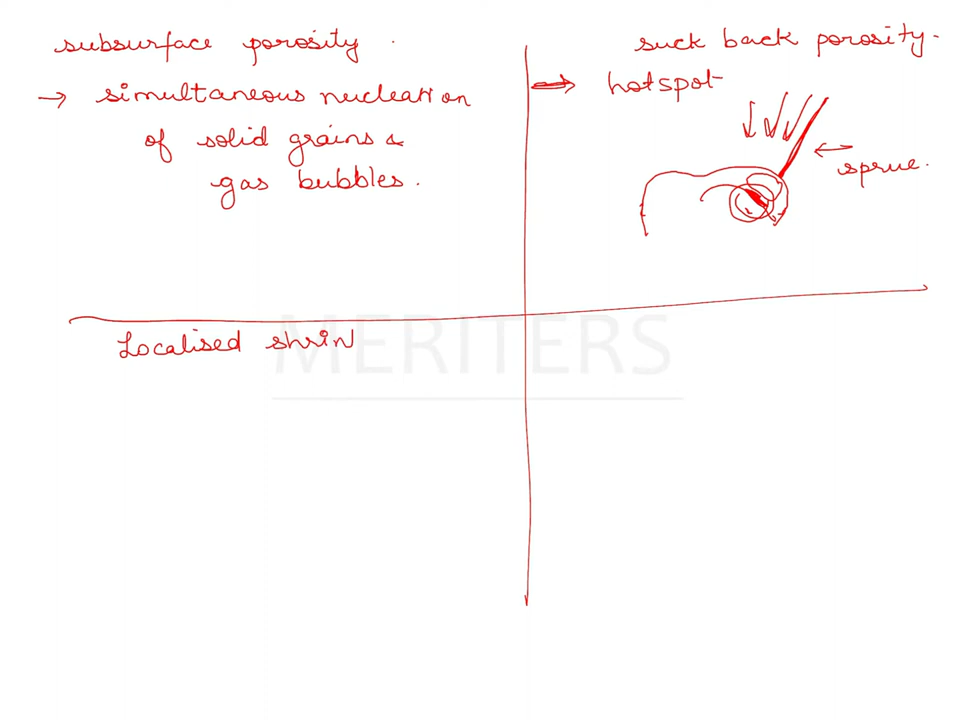 subsurface porosity .
→ simultaneous nucleation
of solid grains &
gas bubbles.
suck back porosity.
⇒ hotspot
← sprue.
Localised shrin
MERITERS